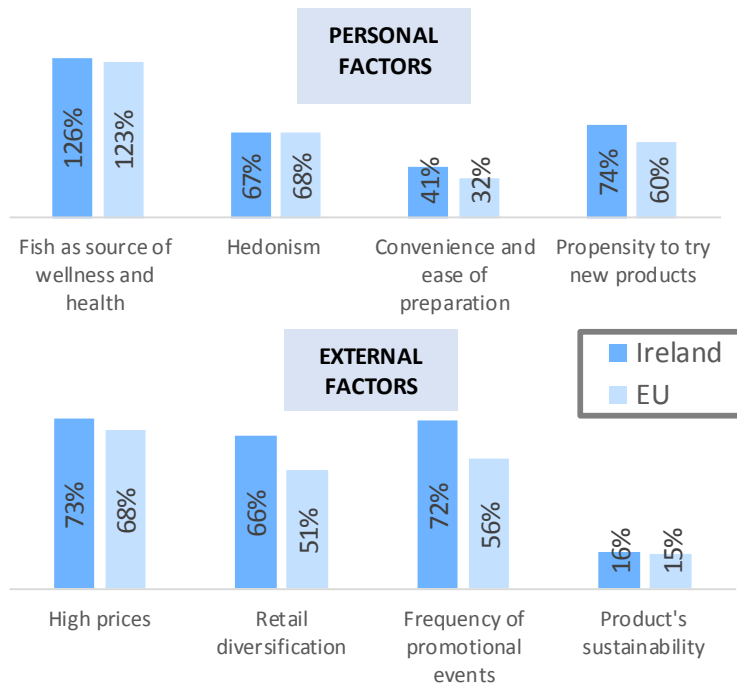 PERSONAL
FACTORS
126%
123%
67%
68%
41%
32%
74%
60%
Fish as source of
wellness and
health
Hedonism
Convenience and
ease of
preparation
Propensity to try
new products
EXTERNAL
FACTORS
Ireland
EU
73%
68%
66%
51%
72%
56%
16%
15%
High prices
Retail
diversification
Frequency of
promotional
events
Product's
sustainability